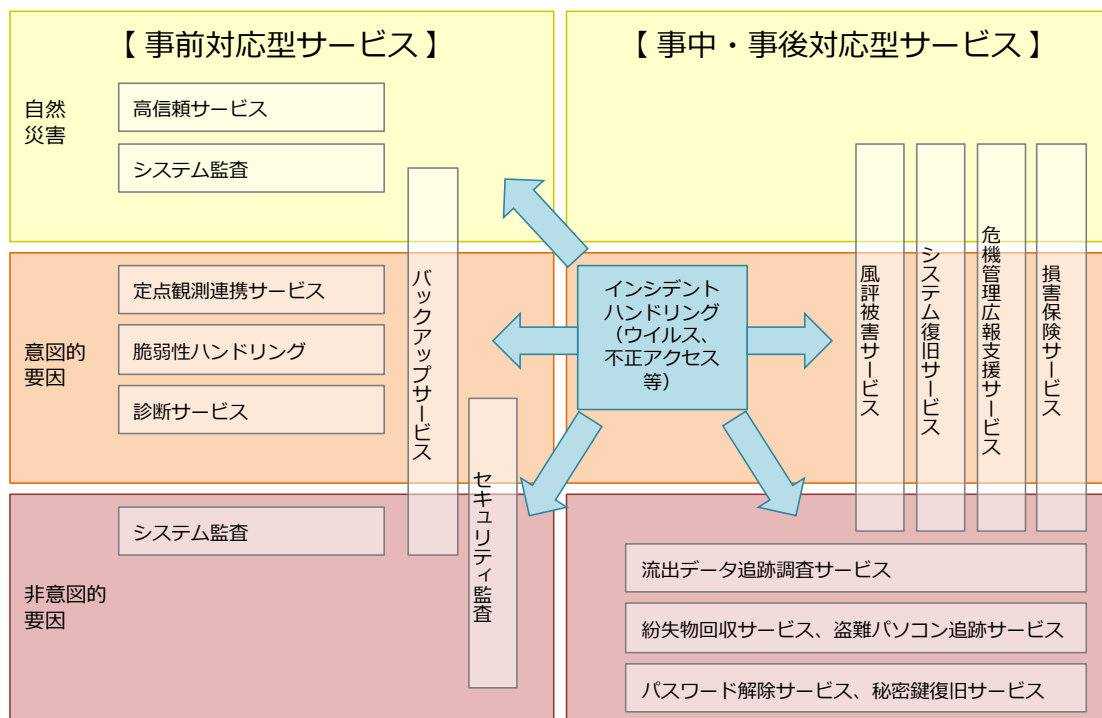 【 事前対応型サービス 】
【 事中・事後対応型サービス 】
自然
災害
高信頼サービス
システム監査
意図的
要因
定点観測連携サービス
脆弱性ハンドリング
診断サービス
バックアップサービス
セキュリティ監査
インシデント
ハンドリング
（ウイルス、
不正アクセス
等）
風評被害サービス
システム復旧サービス
危機管理広報支援サービス
損害保険サービス
非意図的
要因
システム監査
流出データ追跡調査サービス
紛失物回収サービス、盗難パソコン追跡サービス
パスワード解除サービス、秘密鍵復旧サービス